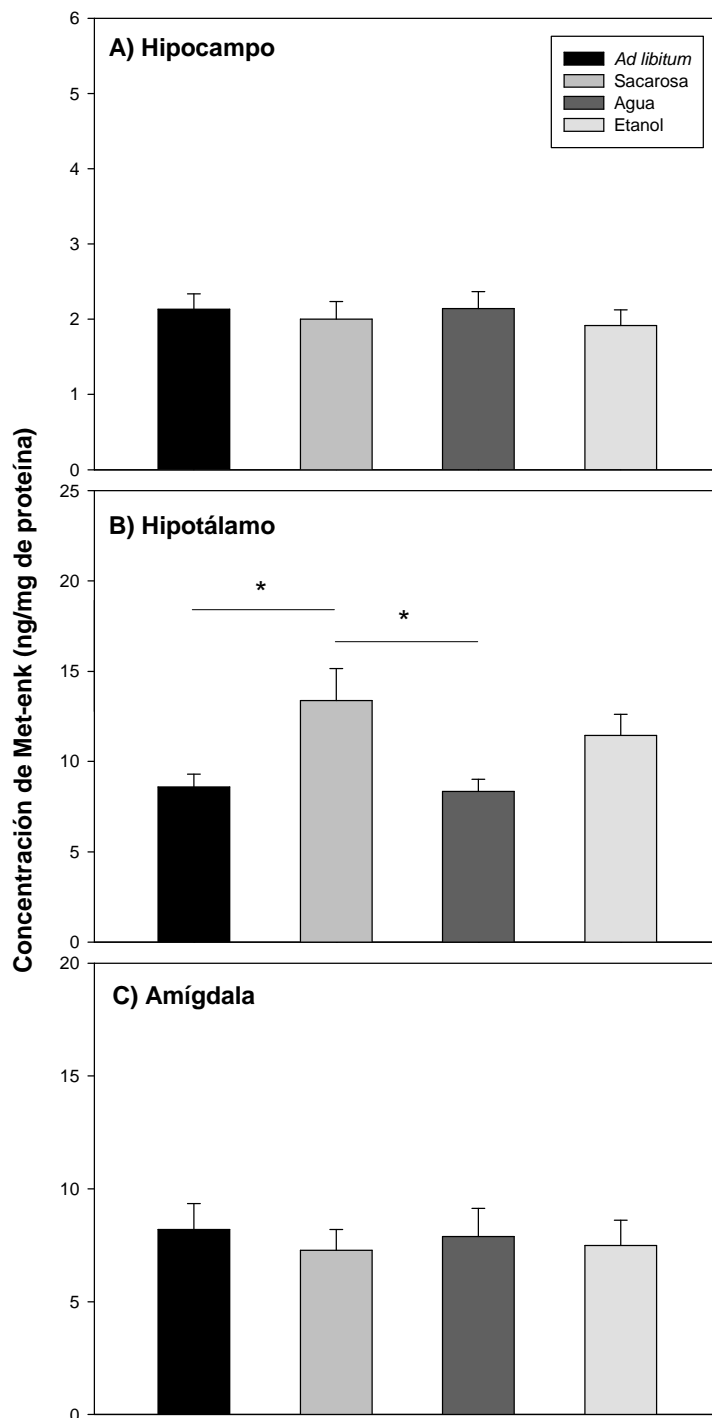 Concentración de Met-enk (ng/mg de proteína)
A) Hipocampo
Ad libitum
Sacarosa
Agua
Etanol
6
5
4
3
2
1
0
B) Hipotálamo
25
20
15
10
5
0
*
*
C) Amígdala
20
15
10
5
0